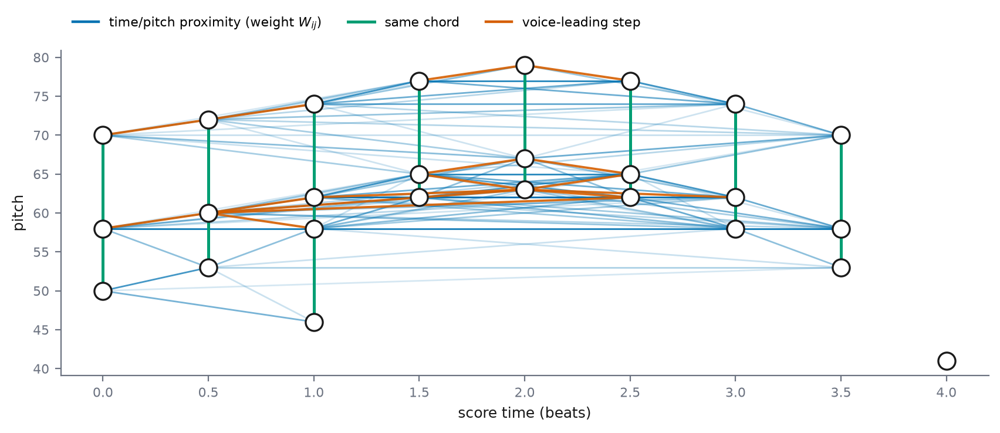 time/pitch proximity (weight W_ij) same chord voice-leading step
80
75
70
65
60
55
50
45
40
pitch
0.0 0.5 1.0 1.5 2.0 2.5 3.0 3.5 4.0
score time (beats)